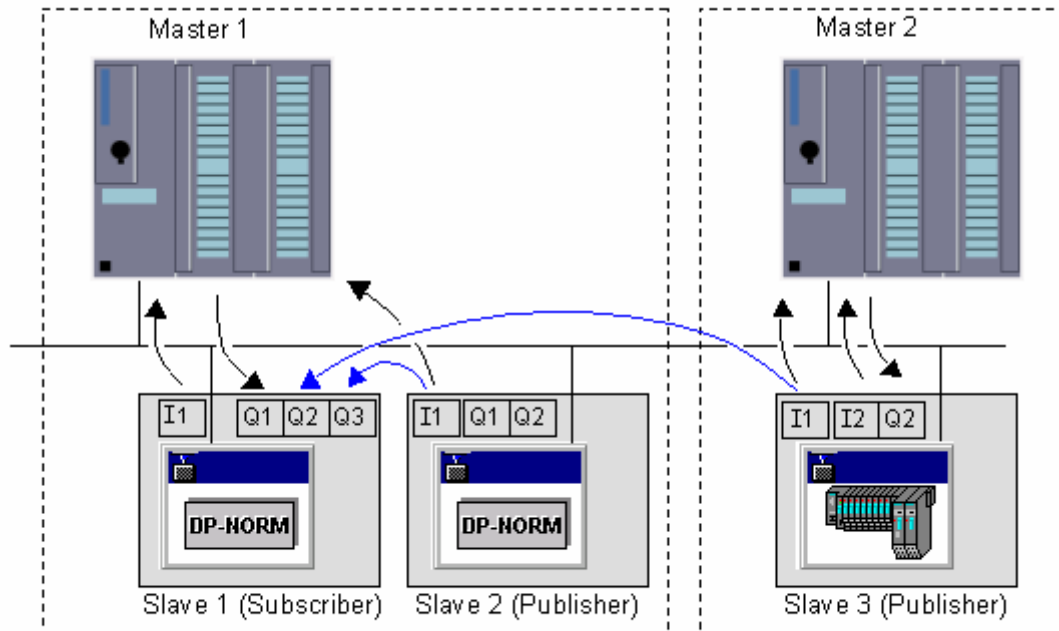 Master 1
Master 2
I1 Q1 Q2 Q3
I1 Q1 Q2
I1 I2 Q2
DP-NORM
DP-NORM
Slave 1 (Subscriber)
Slave 2 (Publisher)
Slave 3 (Publisher)